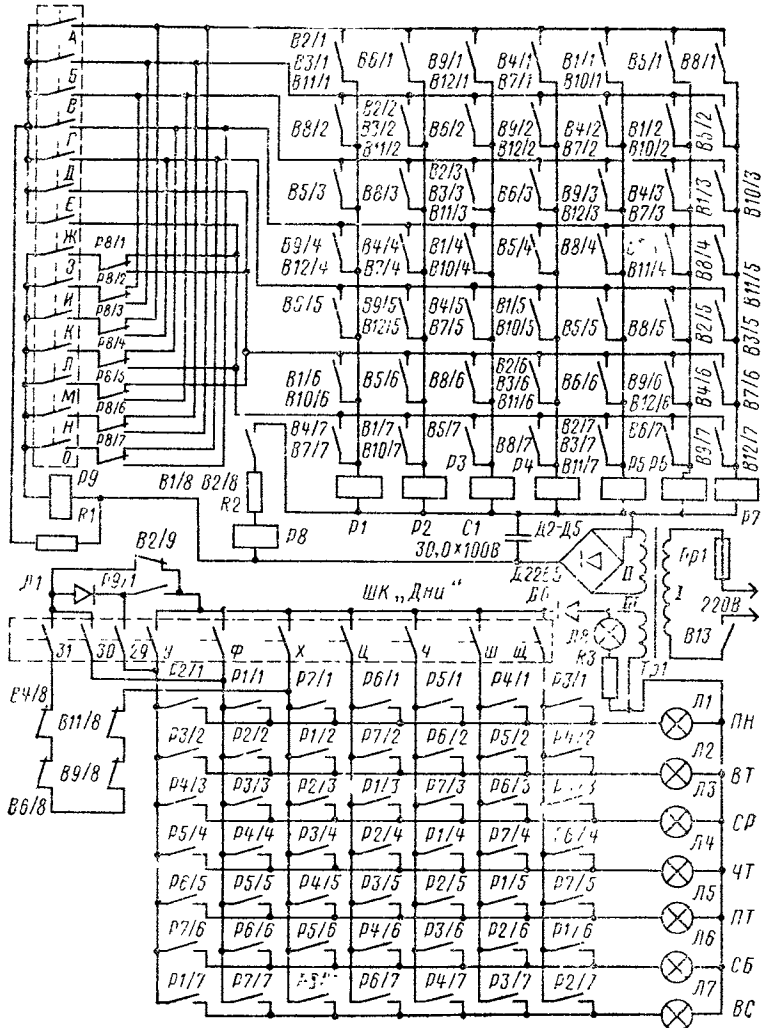 А
Б
В
Г
Д
Е
Ж
З
И
К
Л
М
Н
О
Р8/1
Р8/2
Р8/3
Р8/4
Р8/6
Р8/7
Р9
R1
В2/1 В3/1 В11/1
В6/1
В9/1 В12/1
В4/1 В7/1
В1/1 В10/1
В5/1
В8/1
В8/2
В2/2 В3/2 В11/2
В6/2
В9/2 В12/2
В4/2 В7/2
В1/2 В10/2
В5/2
В5/3
В8/3
В2/3 В3/3 В11/3
В6/3
В9/3 В12/3
В4/3 В7/3
В1/3
В10/3
В9/4 В12/4
В4/4
В1/4 В10/4
В5/4
В8/4
В11/4
В8/4
В11/5
В6/5
В9/5 В12/5
В4/5 В7/5
В1/5 В10/5
В5/5
В8/5
В2/5
В3/5
В1/6 В10/6
В5/6
В8/6
В2/6 В3/6 В11/6
В6/6
В9/6 В12/6
В4/6
В7/6
В4/7 В7/7
В1/7 В10/7
В5/7
В8/7
В2/7 В3/7 В11/7
В6/7
В9/7
В12/7
Р3
Р4
Р5
Р6
В1/8 В2/8
R2
Р8
Р1
Р2
С1
30,0×100В
Д2-Д5
Р7
В2/9
Д1
Р9/1
ШК „Дни“
Д6
II
I
Пр1
220В
В13
Л8
R3
Тр1
31
30
29
У
Ф
Х
Ц
Ч
Ш
Щ
В4/8
В11/8
В6/8
В9/8
Р2/1
Р1/1
Р7/1
Р6/1
Р5/1
Р4/1
Р3/1
Л1
ПН
Р3/2
Р2/2
Р1/2
Р7/2
Р6/2
Р5/2
Р4/2
Л2
ВТ
Р4/3
Р3/3
Р2/3
Р1/3
Р7/3
Р6/3
Л3
СР
Р5/4
Р4/4
Р3/4
Р2/4
Р1/4
Р7/4
Р6/4
Л4
ЧТ
Р6/5
Р5/5
Р4/5
Р3/5
Р2/5
Р1/5
Р7/5
Л5
ПТ
Р7/6
Р6/6
Р5/6
Р4/6
Р3/6
Р2/6
Р1/6
Л6
СБ
Р1/7
Р7/7
Р6/7
Р4/7
Р3/7
Р2/7
Л7
ВС